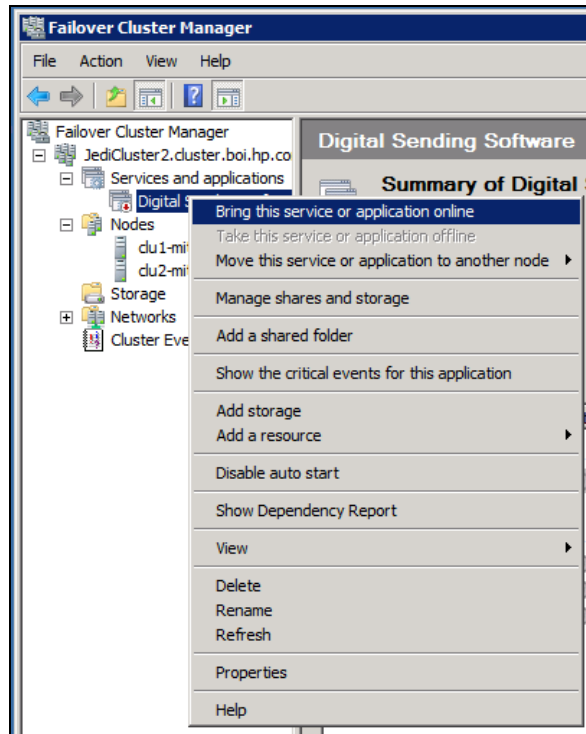 Failover Cluster Manager
File Action View Help
Failover Cluster Manager
JediCluster2.cluster.boi.hp.co
Services and applications
Digital
Nodes
clu1-mi
clu2-mi
Storage
Networks
Cluster Eve
Digital Sending Software
Summary of Digital
Bring this service or application online
Take this service or application offline
Move this service or application to another node
Manage shares and storage
Add a shared folder
Show the critical events for this application
Add storage
Add a resource
Disable auto start
Show Dependency Report
View
Delete
Rename
Refresh
Properties
Help